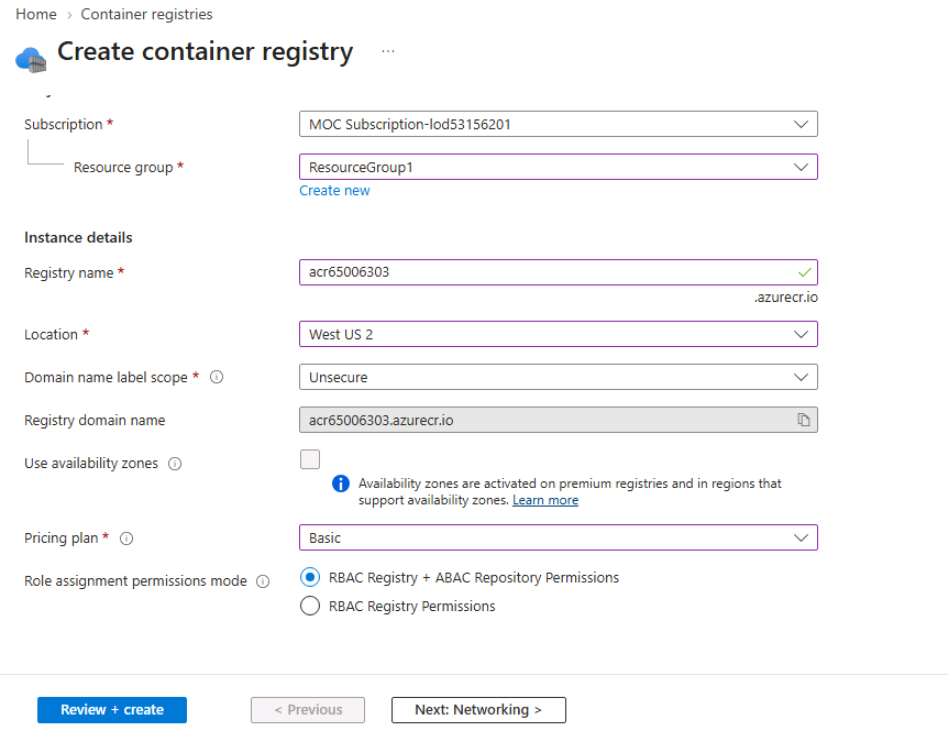 Home > Container registries
Create container registry ...
Subscription *
MOC Subscription-lod53156201
Resource group *
ResourceGroup1
Create new
Instance details
Registry name *
acr65006303
.azurecr.io
Location *
West US 2
Domain name label scope *
Unsecure
Registry domain name
acr65006303.azurecr.io
Use availability zones
Availability zones are activated on premium registries and in regions that
support availability zones. Learn more
Pricing plan *
Basic
Role assignment permissions mode
RBAC Registry + ABAC Repository Permissions
RBAC Registry Permissions
Review + create
< Previous
Next: Networking >